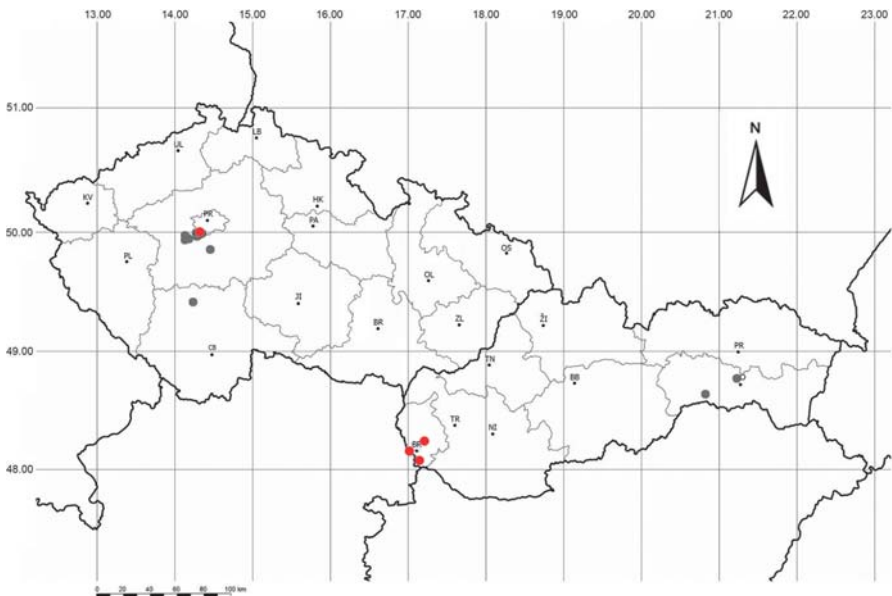 13.00 14.00 15.00 16.00 17.00 18.00 19.00 20.00 21.00 22.00 23.00
N
51.00
LB
UL
KV
HK
PR
PA
50.00
OS
PL
OL
JI
ZL
BR
ŽI
CB
49.00
PR
TN
BB
TR
NI
BR
48.00
0 20 40 60 80 100 km